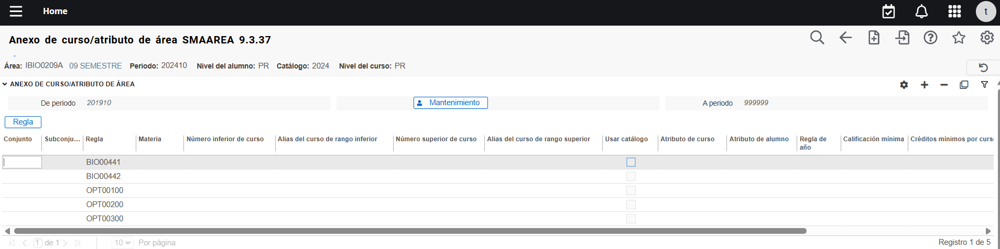 Home
t
Anexo de curso/atributo de área SMAAREA 9.3.37
Área: IBIO0209A 09 SEMESTRE Periodo: 202410 Nivel del alumno: PR Catálogo: 2024 Nivel del curso: PR
ANEXO DE CURSO/ATRIBUTO DE ÁREA
De periodo 201910 Mantenimiento A periodo 999999
Regla
Conjunto Subconju... Regla Materia Número inferior de curso Alias del curso de rango inferior Número superior de curso Alias del curso de rango superior Usar catálogo Atributo de curso Atributo de alumno Regla de año Calificación mínima Créditos mínimos por curs
BIO00441
BIO00442
OPT00100
OPT00200
OPT00300
1 de 1 10 Por página Registro 1 de 5